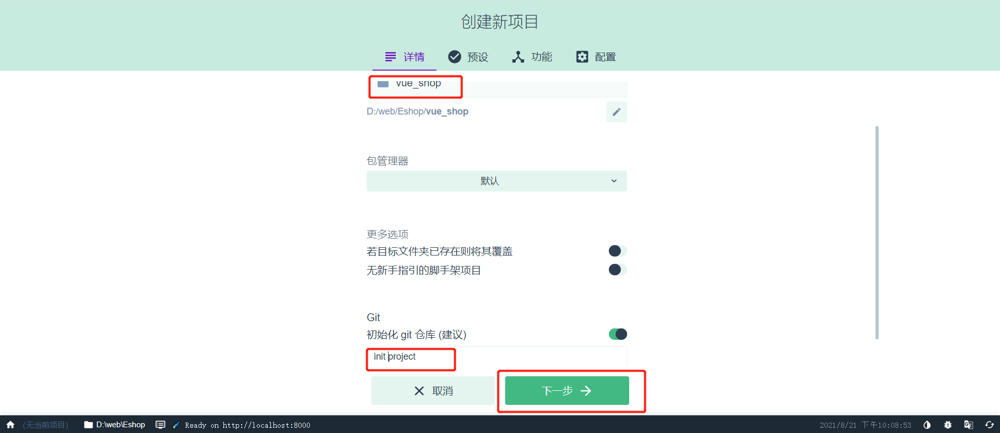 创建新项目
详情 预设 功能 配置
vue_shop
D:/web/Eshop/vue_shop
包管理器
默认
更多选项
若目标文件夹已存在则将其覆盖
无新手指引的脚手架项目
Git
初始化 git 仓库 (建议)
init project
取消 下一步
(无当前项目) D:\web\Eshop Ready on http://localhost:8000 2021/8/21 下午10:08:53